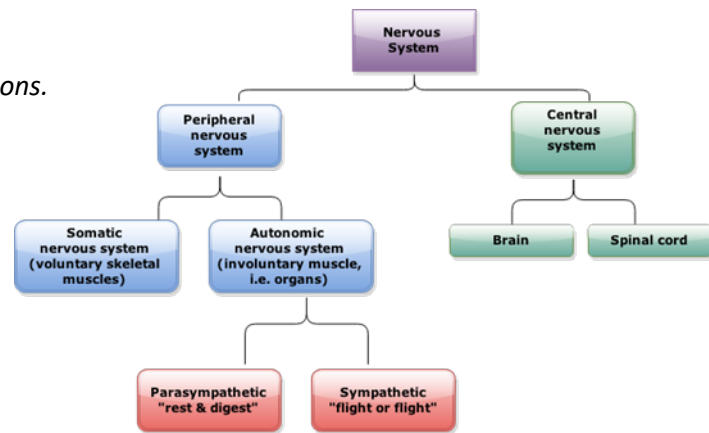 Nervous
System
ons.
Peripheral
nervous
system
Central
nervous
system
Somatic
nervous system
(voluntary skeletal
muscles)
Autonomic
nervous system
(involuntary muscle,
i.e. organs)
Brain
Spinal cord
Parasympathetic
"rest & digest"
Sympathetic
"flight or flight"